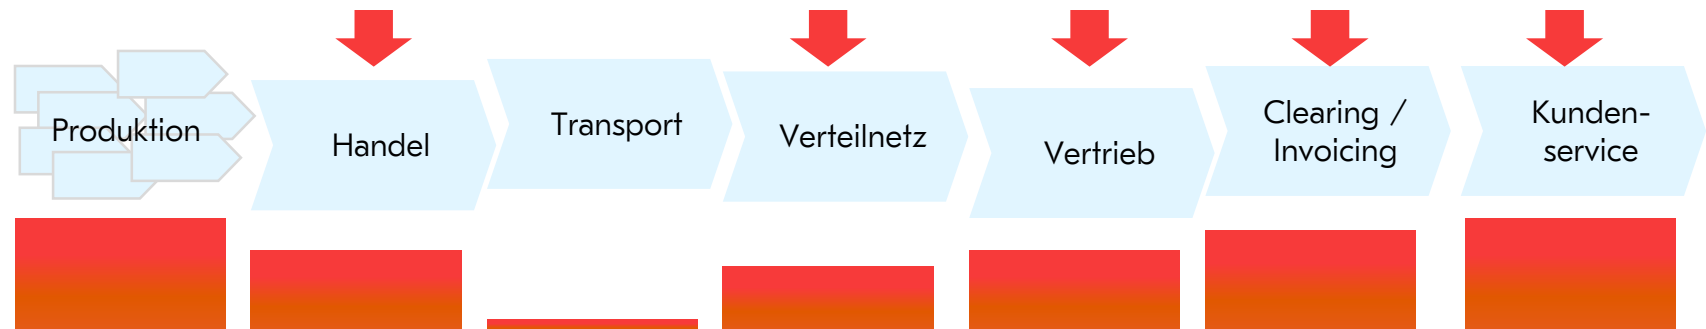 Produktion
Handel
Transport
Verteilnetz
Vertrieb
Clearing /
Invoicing
Kunden-
service